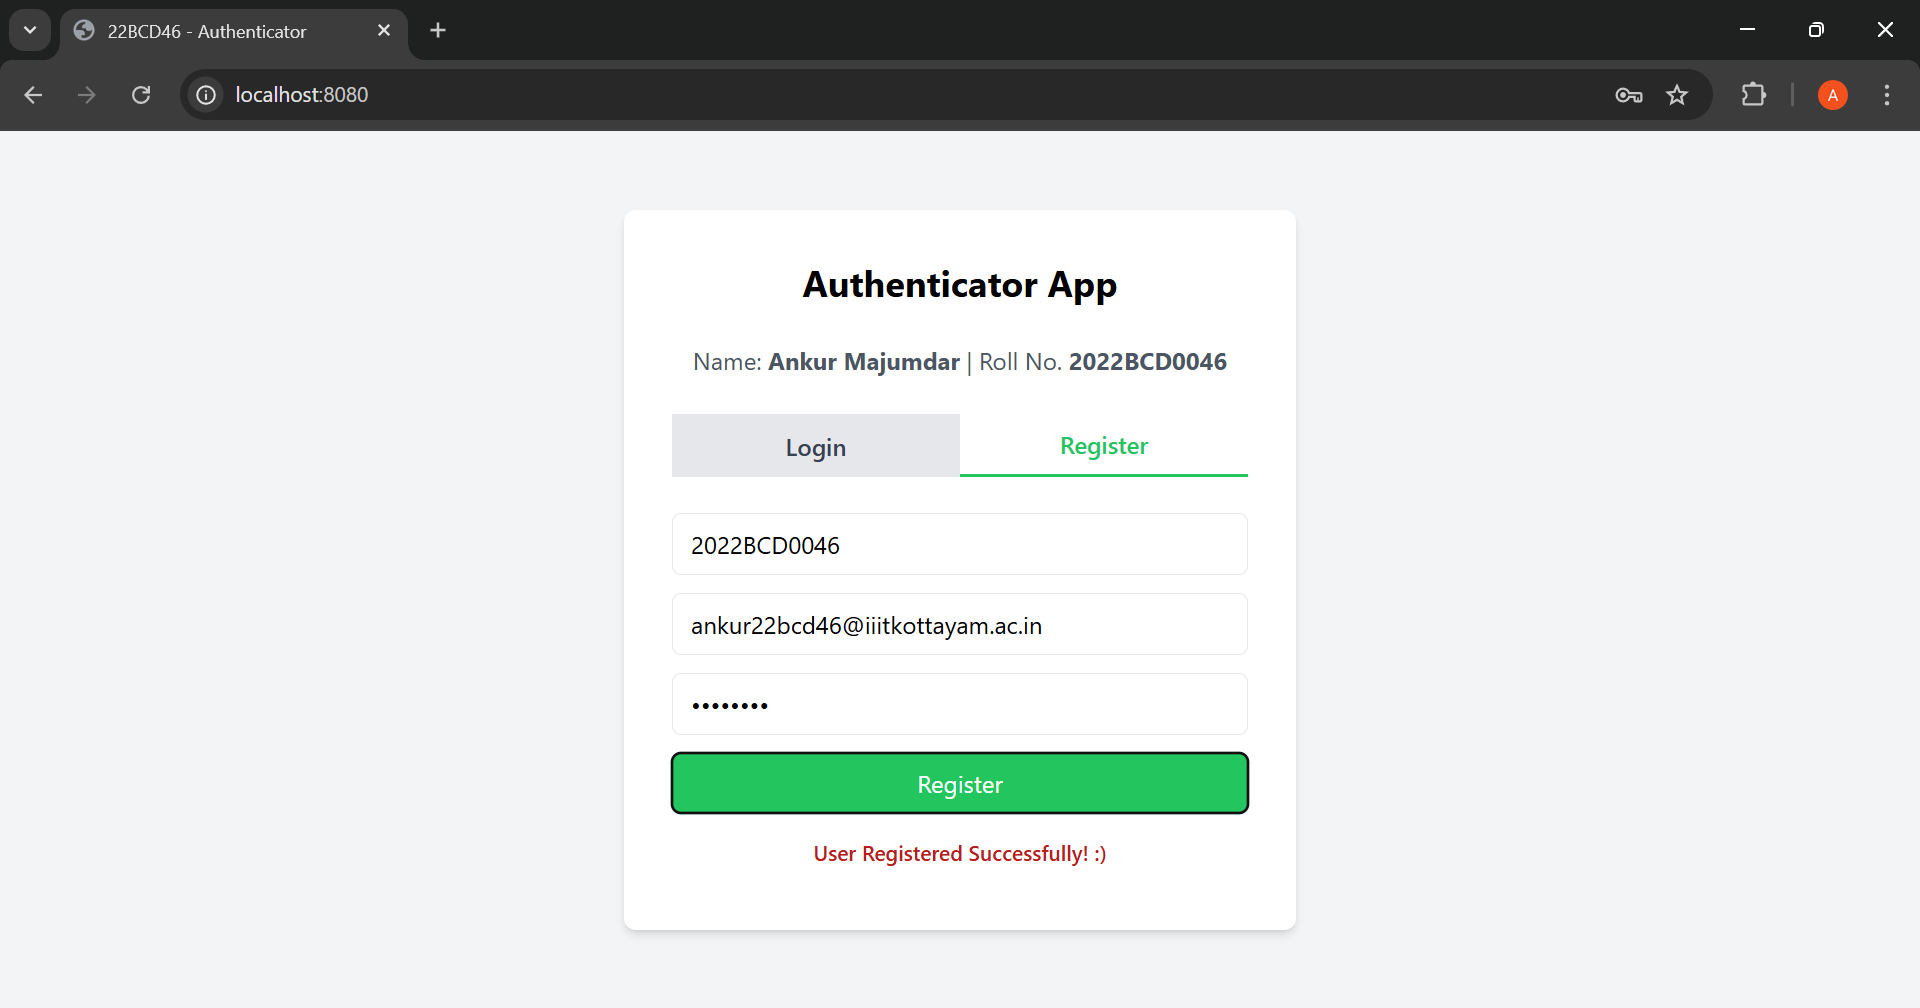 22BCD46 - Authenticator
localhost:8080
A
Authenticator App
Name: Ankur Majumdar | Roll No. 2022BCD0046
Login Register
2022BCD0046
ankur22bcd46@iiitkottayam.ac.in
••••••••
Register
User Registered Successfully! :)